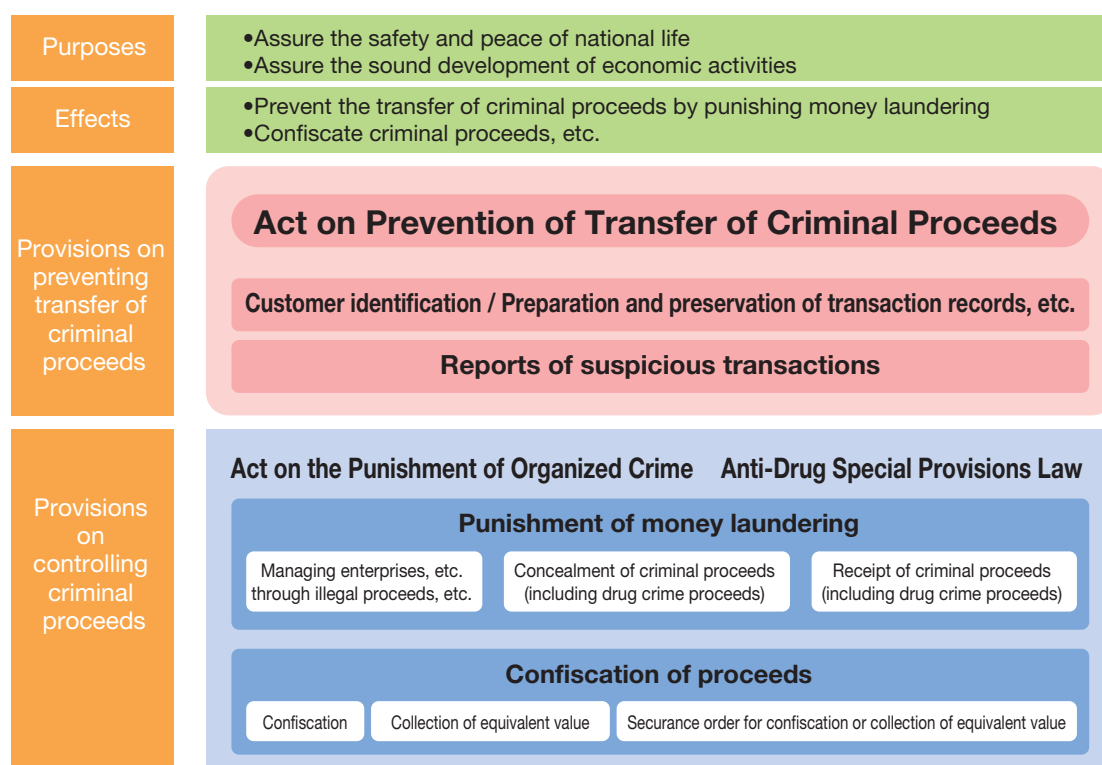 Purposes
•Assure the safety and peace of national life
•Assure the sound development of economic activities
Effects
•Prevent the transfer of criminal proceeds by punishing money laundering
•Confiscate criminal proceeds, etc.
Provisions on
preventing
transfer of
criminal
proceeds
Act on Prevention of Transfer of Criminal Proceeds
Customer identification / Preparation and preservation of transaction records, etc.
Reports of suspicious transactions
Provisions
on
controlling
criminal
proceeds
Act on the Punishment of Organized Crime Anti-Drug Special Provisions Law
Punishment of money laundering
Managing enterprises, etc.
through illegal proceeds, etc.
Concealment of criminal proceeds
(including drug crime proceeds)
Receipt of criminal proceeds
(including drug crime proceeds)
Confiscation of proceeds
Confiscation
Collection of equivalent value
Securance order for confiscation or collection of equivalent value